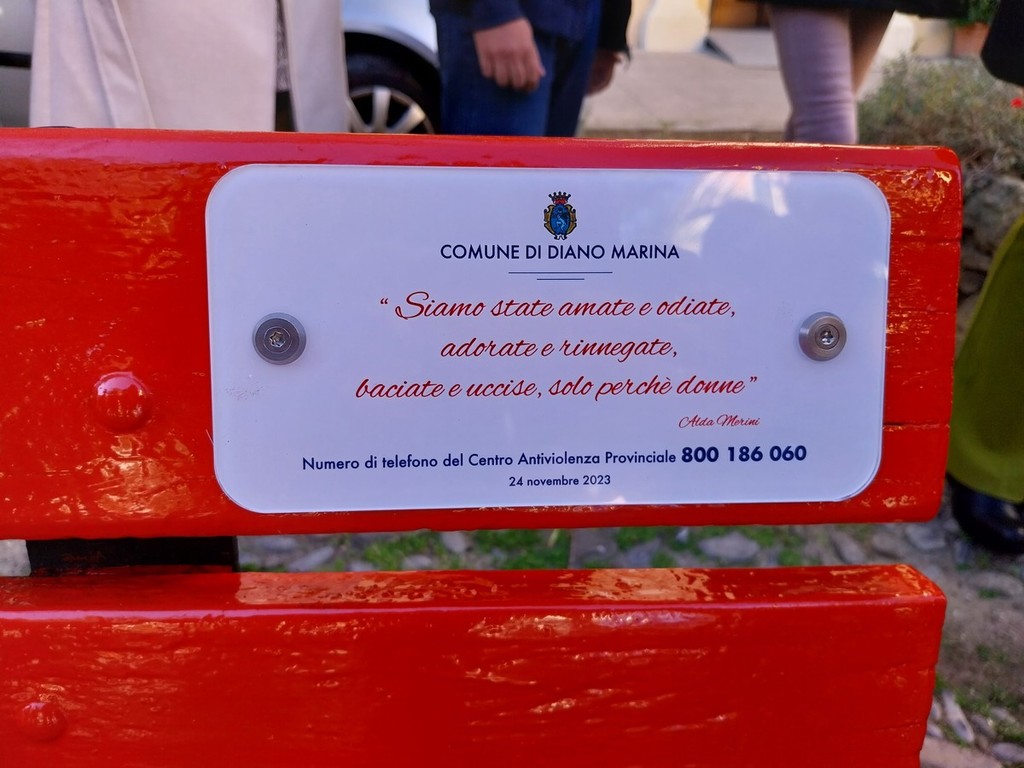 COMUNE DI DIANO MARINA
“Siamo state amate e odiate,
adorate e rinnegate,
baciate e uccise, solo perchè donne”
Alda Merini
Numero di telefono del Centro Antiviolenza Provinciale 800 186 060
24 novembre 2023